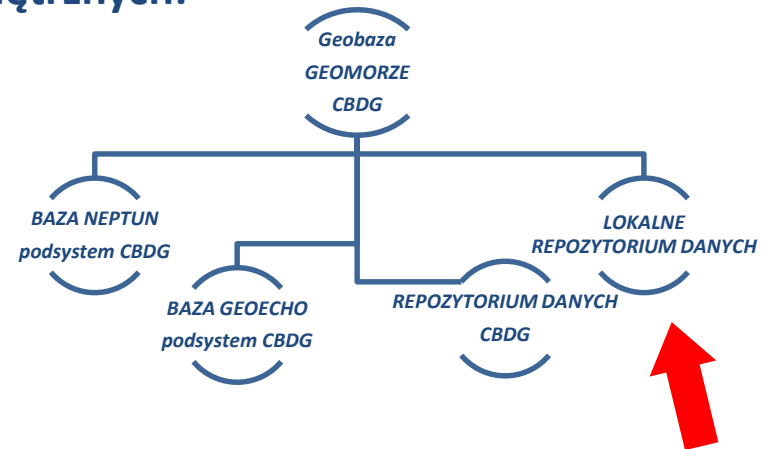 Geobaza
GEOMORZE
CBDG
BAZA NEPTUN
podsystem CBDG
LOKALNE
REPOZYTORIUM DANYCH
BAZA GEOECHO
podsystem CBDG
REPOZYTORIUM DANYCH
CBDG